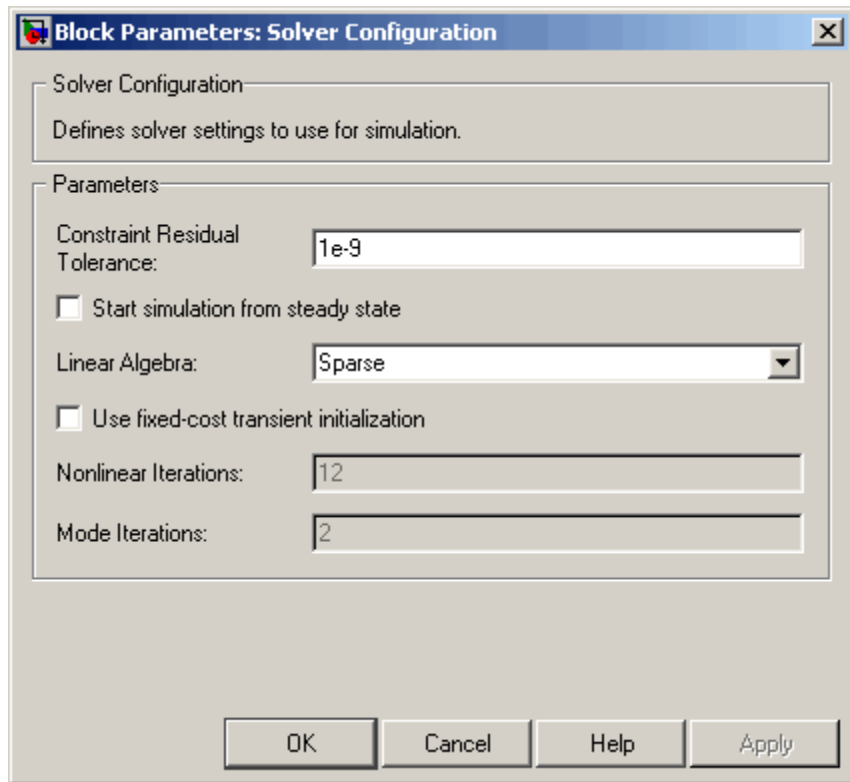 Block Parameters: Solver Configuration
Solver Configuration
Defines solver settings to use for simulation.
Parameters
Constraint Residual
Tolerance:
1e-9
Start simulation from steady state
Linear Algebra:
Sparse
Use fixed-cost transient initialization
Nonlinear Iterations:
12
Mode Iterations:
2
OK
Cancel
Help
Apply